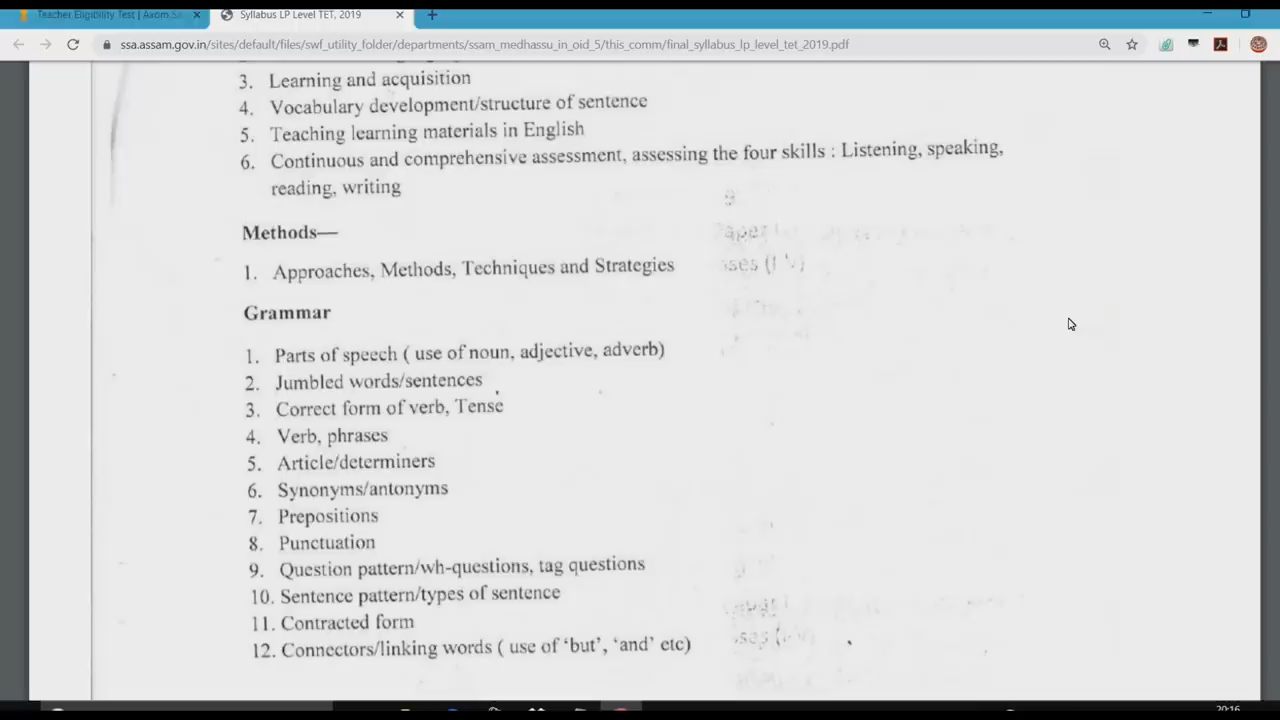 Teacher Eligibility Test | Axom Sa
Syllabus LP Level TET, 2019
ssa.assam.gov.in/sites/default/files/swf_utility_folder/departments/ssam_medhassu_in_oid_5/this_comm/final_syllabus_lp_level_tet_2019.pdf
3. Learning and acquisition
4. Vocabulary development/structure of sentence
5. Teaching learning materials in English
6. Continuous and comprehensive assessment, assessing the four skills : Listening, speaking,
reading, writing
Methods—
1. Approaches, Methods, Techniques and Strategies
Grammar
1. Parts of speech ( use of noun, adjective, adverb)
2. Jumbled words/sentences
3. Correct form of verb, Tense
4. Verb, phrases
5. Article/determiners
6. Synonyms/antonyms
7. Prepositions
8. Punctuation
9. Question pattern/wh-questions, tag questions
10. Sentence pattern/types of sentence
11. Contracted form
12. Connectors/linking words ( use of ‘but’, ‘and’ etc)
20:16